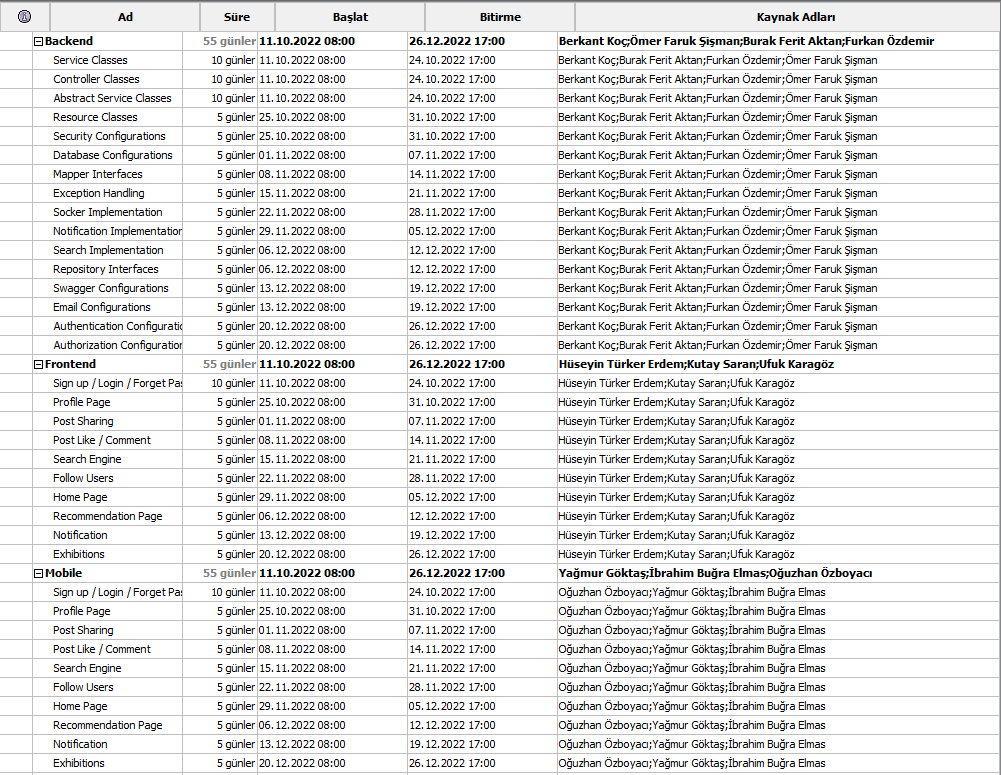 Ad Süre Başlat Bitirme Kaynak Adları
Backend 55 günler 11.10.2022 08:00 26.12.2022 17:00 Berkant Koç;Ömer Faruk Şişman;Burak Ferit Aktan;Furkan Özdemir
Service Classes 10 günler 11.10.2022 08:00 24.10.2022 17:00 Berkant Koç;Burak Ferit Aktan;Furkan Özdemir;Ömer Faruk Şişman
Controller Classes 10 günler 11.10.2022 08:00 24.10.2022 17:00 Berkant Koç;Burak Ferit Aktan;Furkan Özdemir;Ömer Faruk Şişman
Abstract Service Classes 10 günler 11.10.2022 08:00 24.10.2022 17:00 Berkant Koç;Burak Ferit Aktan;Furkan Özdemir;Ömer Faruk Şişman
Resource Classes 5 günler 25.10.2022 08:00 31.10.2022 17:00 Berkant Koç;Burak Ferit Aktan;Furkan Özdemir;Ömer Faruk Şişman
Security Configurations 5 günler 25.10.2022 08:00 31.10.2022 17:00 Berkant Koç;Burak Ferit Aktan;Furkan Özdemir;Ömer Faruk Şişman
Database Configurations 5 günler 01.11.2022 08:00 07.11.2022 17:00 Berkant Koç;Burak Ferit Aktan;Furkan Özdemir;Ömer Faruk Şişman
Mapper Interfaces 5 günler 08.11.2022 08:00 14.11.2022 17:00 Berkant Koç;Burak Ferit Aktan;Furkan Özdemir;Ömer Faruk Şişman
Exception Handling 5 günler 15.11.2022 08:00 21.11.2022 17:00 Berkant Koç;Burak Ferit Aktan;Furkan Özdemir;Ömer Faruk Şişman
Socker Implementation 5 günler 22.11.2022 08:00 28.11.2022 17:00 Berkant Koç;Burak Ferit Aktan;Furkan Özdemir;Ömer Faruk Şişman
Notification Implementation 5 günler 29.11.2022 08:00 05.12.2022 17:00 Berkant Koç;Burak Ferit Aktan;Furkan Özdemir;Ömer Faruk Şişman
Search Implementation 5 günler 06.12.2022 08:00 12.12.2022 17:00 Berkant Koç;Burak Ferit Aktan;Furkan Özdemir;Ömer Faruk Şişman
Repository Interfaces 5 günler 06.12.2022 08:00 12.12.2022 17:00 Berkant Koç;Burak Ferit Aktan;Furkan Özdemir;Ömer Faruk Şişman
Swagger Configurations 5 günler 13.12.2022 08:00 19.12.2022 17:00 Berkant Koç;Burak Ferit Aktan;Furkan Özdemir;Ömer Faruk Şişman
Email Configurations 5 günler 13.12.2022 08:00 19.12.2022 17:00 Berkant Koç;Burak Ferit Aktan;Furkan Özdemir;Ömer Faruk Şişman
Authentication Configuratio 5 günler 20.12.2022 08:00 26.12.2022 17:00 Berkant Koç;Burak Ferit Aktan;Furkan Özdemir;Ömer Faruk Şişman
Authorization Configuration 5 günler 20.12.2022 08:00 26.12.2022 17:00 Berkant Koç;Burak Ferit Aktan;Furkan Özdemir;Ömer Faruk Şişman
Frontend 55 günler 11.10.2022 08:00 26.12.2022 17:00 Hüseyin Türker Erdem;Kutay Saran;Ufuk Karagöz
Sign up / Login / Forget Pas 10 günler 11.10.2022 08:00 24.10.2022 17:00 Hüseyin Türker Erdem;Kutay Saran;Ufuk Karagöz
Profile Page 5 günler 25.10.2022 08:00 31.10.2022 17:00 Hüseyin Türker Erdem;Kutay Saran;Ufuk Karagöz
Post Sharing 5 günler 01.11.2022 08:00 07.11.2022 17:00 Hüseyin Türker Erdem;Kutay Saran;Ufuk Karagöz
Post Like / Comment 5 günler 08.11.2022 08:00 14.11.2022 17:00 Hüseyin Türker Erdem;Kutay Saran;Ufuk Karagöz
Search Engine 5 günler 15.11.2022 08:00 21.11.2022 17:00 Hüseyin Türker Erdem;Kutay Saran;Ufuk Karagöz
Follow Users 5 günler 22.11.2022 08:00 28.11.2022 17:00 Hüseyin Türker Erdem;Kutay Saran;Ufuk Karagöz
Home Page 5 günler 29.11.2022 08:00 05.12.2022 17:00 Hüseyin Türker Erdem;Kutay Saran;Ufuk Karagöz
Recommendation Page 5 günler 06.12.2022 08:00 12.12.2022 17:00 Hüseyin Türker Erdem;Kutay Saran;Ufuk Karagöz
Notification 5 günler 13.12.2022 08:00 19.12.2022 17:00 Hüseyin Türker Erdem;Kutay Saran;Ufuk Karagöz
Exhibitions 5 günler 20.12.2022 08:00 26.12.2022 17:00 Hüseyin Türker Erdem;Kutay Saran;Ufuk Karagöz
Mobile 55 günler 11.10.2022 08:00 26.12.2022 17:00 Yağmur Göktaş;İbrahim Buğra Elmas;Oğuzhan Özboyacı
Sign up / Login / Forget Pas 10 günler 11.10.2022 08:00 24.10.2022 17:00 Oğuzhan Özboyacı;Yağmur Göktaş;İbrahim Buğra Elmas
Profile Page 5 günler 25.10.2022 08:00 31.10.2022 17:00 Oğuzhan Özboyacı;Yağmur Göktaş;İbrahim Buğra Elmas
Post Sharing 5 günler 01.11.2022 08:00 07.11.2022 17:00 Oğuzhan Özboyacı;Yağmur Göktaş;İbrahim Buğra Elmas
Post Like / Comment 5 günler 08.11.2022 08:00 14.11.2022 17:00 Oğuzhan Özboyacı;Yağmur Göktaş;İbrahim Buğra Elmas
Search Engine 5 günler 15.11.2022 08:00 21.11.2022 17:00 Oğuzhan Özboyacı;Yağmur Göktaş;İbrahim Buğra Elmas
Follow Users 5 günler 22.11.2022 08:00 28.11.2022 17:00 Oğuzhan Özboyacı;Yağmur Göktaş;İbrahim Buğra Elmas
Home Page 5 günler 29.11.2022 08:00 05.12.2022 17:00 Oğuzhan Özboyacı;Yağmur Göktaş;İbrahim Buğra Elmas
Recommendation Page 5 günler 06.12.2022 08:00 12.12.2022 17:00 Oğuzhan Özboyacı;Yağmur Göktaş;İbrahim Buğra Elmas
Notification 5 günler 13.12.2022 08:00 19.12.2022 17:00 Oğuzhan Özboyacı;Yağmur Göktaş;İbrahim Buğra Elmas
Exhibitions 5 günler 20.12.2022 08:00 26.12.2022 17:00 Oğuzhan Özboyacı;Yağmur Göktaş;İbrahim Buğra Elmas